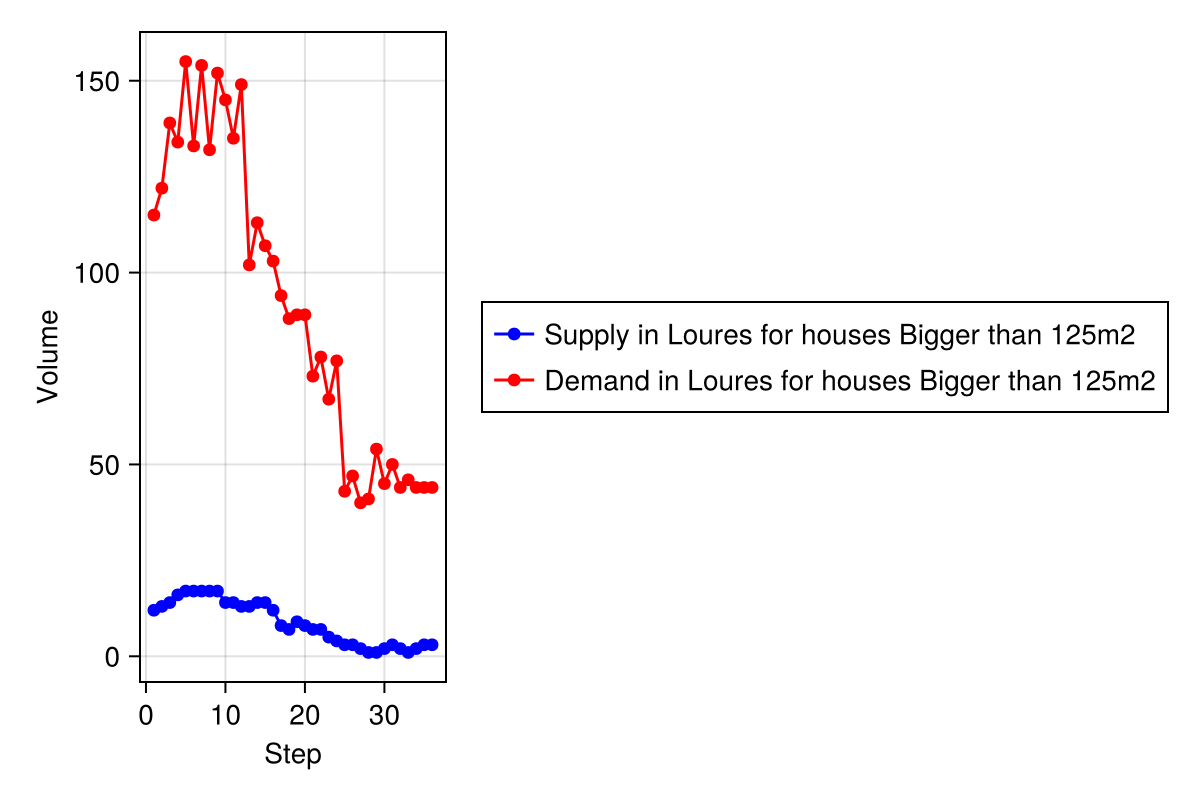 150
100
50
0
Volume
0 10 20 30
Step
Supply in Loures for houses Bigger than 125m2
Demand in Loures for houses Bigger than 125m2